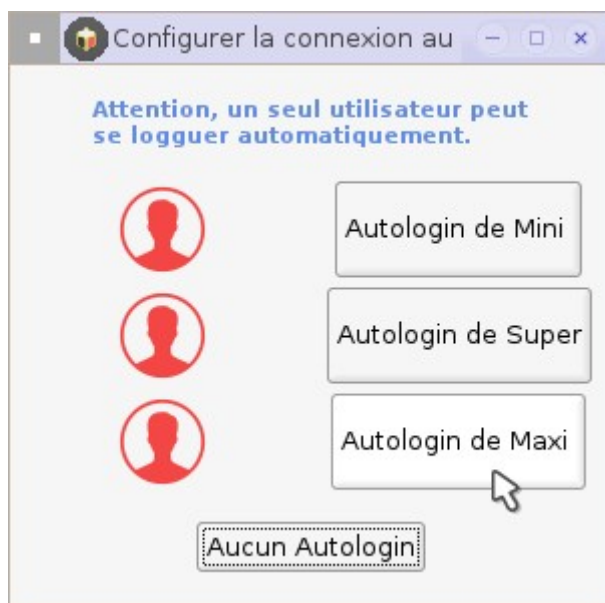 Configurer la connexion au
Attention, un seul utilisateur peut
se logguer automatiquement.
Autologin de Mini
Autologin de Super
Autologin de Maxi
Aucun Autologin